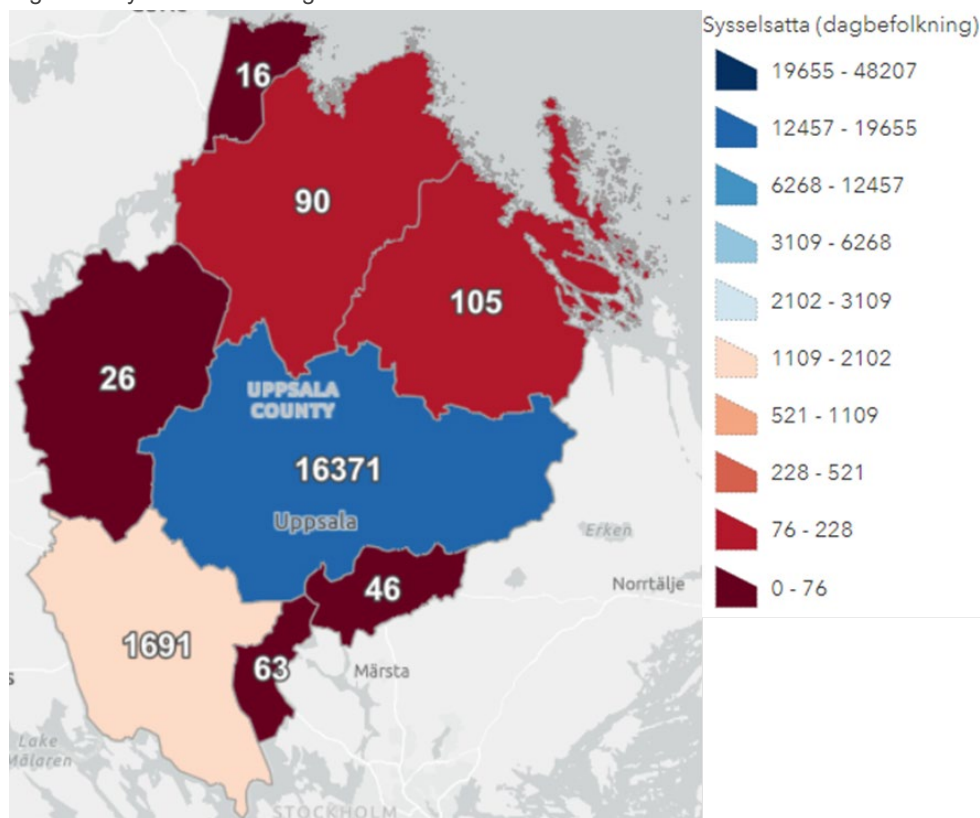 Sysselsatta (dagbefolkning)
19655 - 48207
12457 - 19655
6268 - 12457
3109 - 6268
2102 - 3109
1109 - 2102
521 - 1109
228 - 521
76 - 228
0 - 76
16
90
105
26
UPPSALA
COUNTY
16371
Uppsala
Erken
46
Norrtälje
1691
63
Märsta
Lake
Mälaren
STOCKHOLM